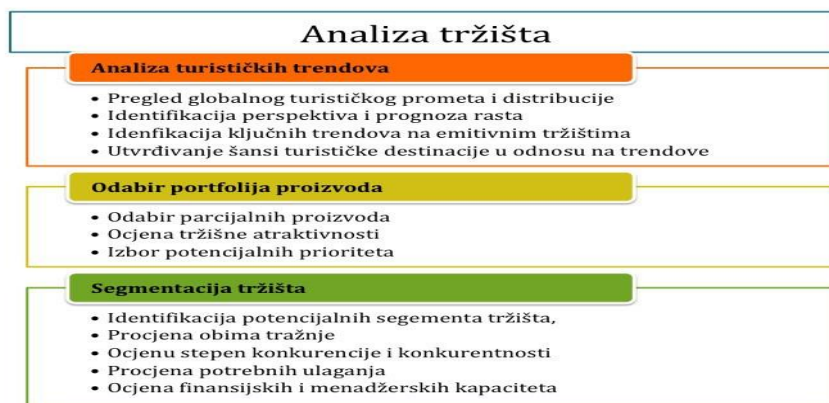 Analiza tržišta
Analiza turističkih trendova
• Pregled globalnog turističkog prometa i distribucije
• Identifikacija perspektiva i prognoza rasta
• Idenfikacija ključnih trendova na emitivnim tržištima
• Utvrđivanje šansi turističke destinacije u odnosu na trendove
Odabir portfolija proizvoda
• Odabir parcijalnih proizvoda
• Ocjena tržišne atraktivnosti
• Izbor potencijalnih prioriteta
Segmentacija tržišta
• Identifikacija potencijalnih segementa tržišta,
• Procjena obima tražnje
• Ocjenu stepen konkurencije i konkurentnosti
• Procjena potrebnih ulaganja
• Ocjena finansijskih i menadžerskih kapaciteta